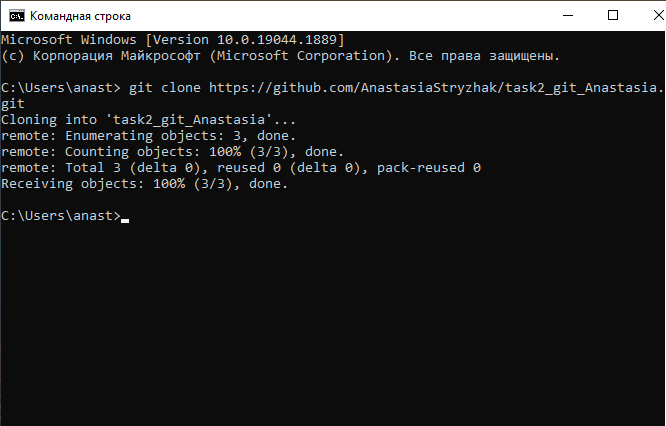 Командная строка
Microsoft Windows [Version 10.0.19044.1889]
(c) Корпорация Майкрософт (Microsoft Corporation). Все права защищены.
C:\Users\anast> git clone https://github.com/AnastasiaStryzhak/task2_git_Anastasia.
git
Cloning into 'task2_git_Anastasia'...
remote: Enumerating objects: 3, done.
remote: Counting objects: 100% (3/3), done.
remote: Total 3 (delta 0), reused 0 (delta 0), pack-reused 0
Receiving objects: 100% (3/3), done.
C:\Users\anast>